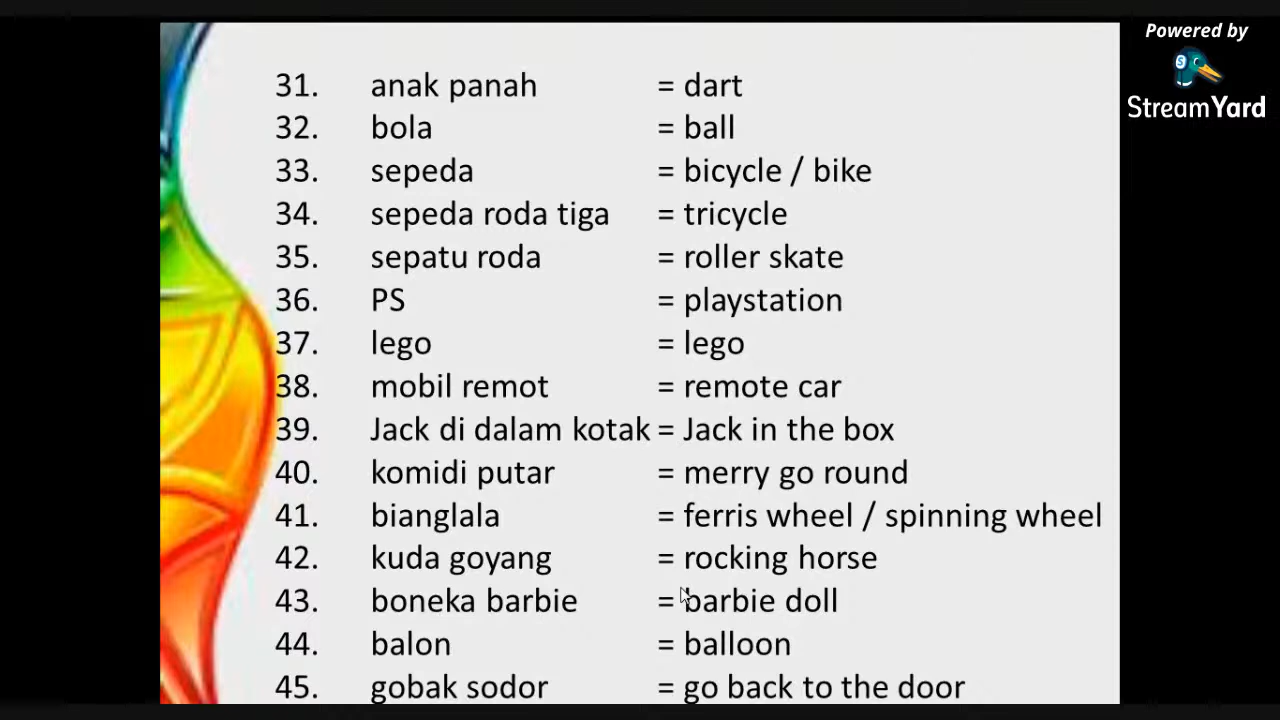 Powered by
StreamYard
31. anak panah = dart
32. bola = ball
33. sepeda = bicycle / bike
34. sepeda roda tiga = tricycle
35. sepatu roda = roller skate
36. PS = playstation
37. lego = lego
38. mobil remot = remote car
39. Jack di dalam kotak = Jack in the box
40. komidi putar = merry go round
41. bianglala = ferris wheel / spinning wheel
42. kuda goyang = rocking horse
43. boneka barbie = barbie doll
44. balon = balloon
45. gobak sodor = go back to the door